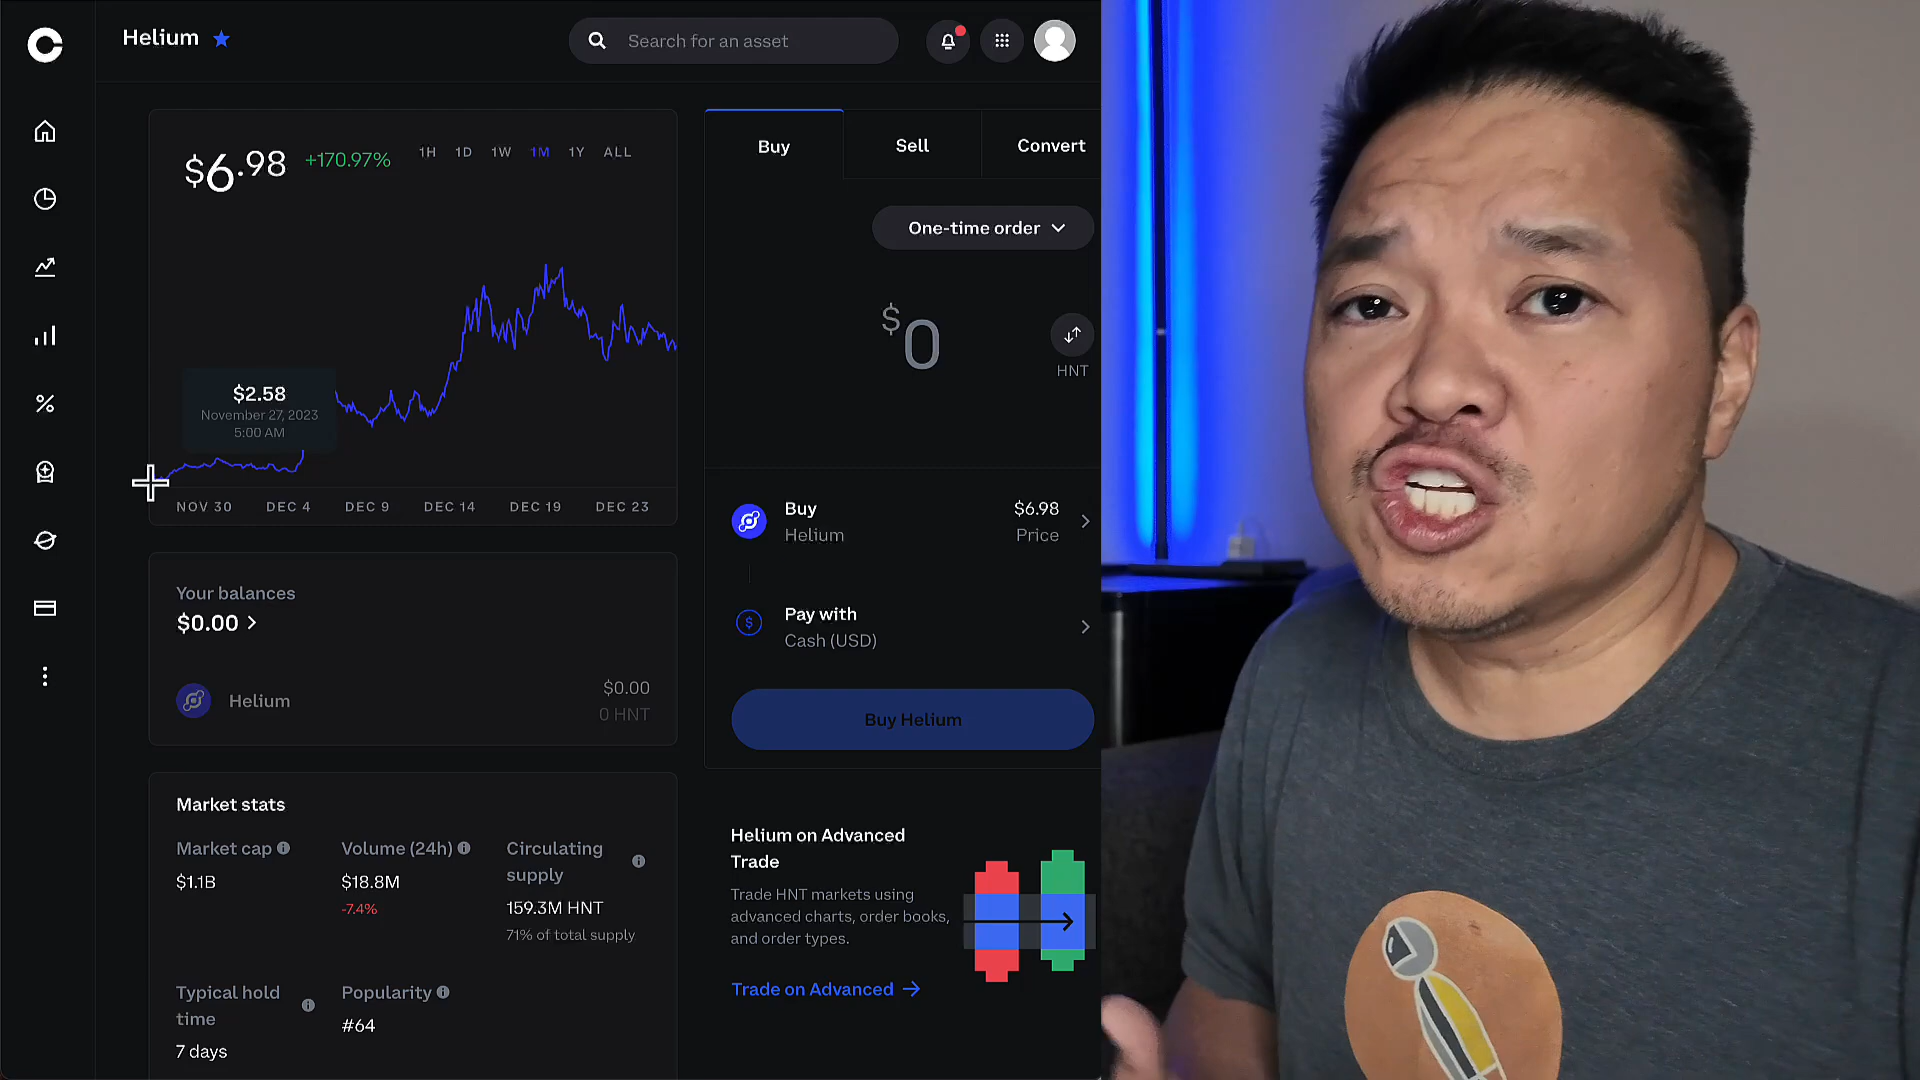 Helium
Search for an asset
$6.98
+170.97%
1H 1D 1W 1M 1Y ALL
$2.58
November 27, 2023
5:00 AM
NOV 30 DEC 4 DEC 9 DEC 14 DEC 19 DEC 23
Your balances
$0.00
Helium
$0.00
0 HNT
Market stats
Market cap
$1.1B
Volume (24h)
$18.8M
-7.4%
Circulating
supply
159.3M HNT
71% of total supply
Typical hold
time
7 days
Popularity
#64
Buy Sell Convert
One-time order
$0
HNT
Buy
Helium
$6.98
Price
Pay with
Cash (USD)
Buy Helium
Helium on Advanced
Trade
Trade HNT markets using
advanced charts, order books,
and order types.
Trade on Advanced